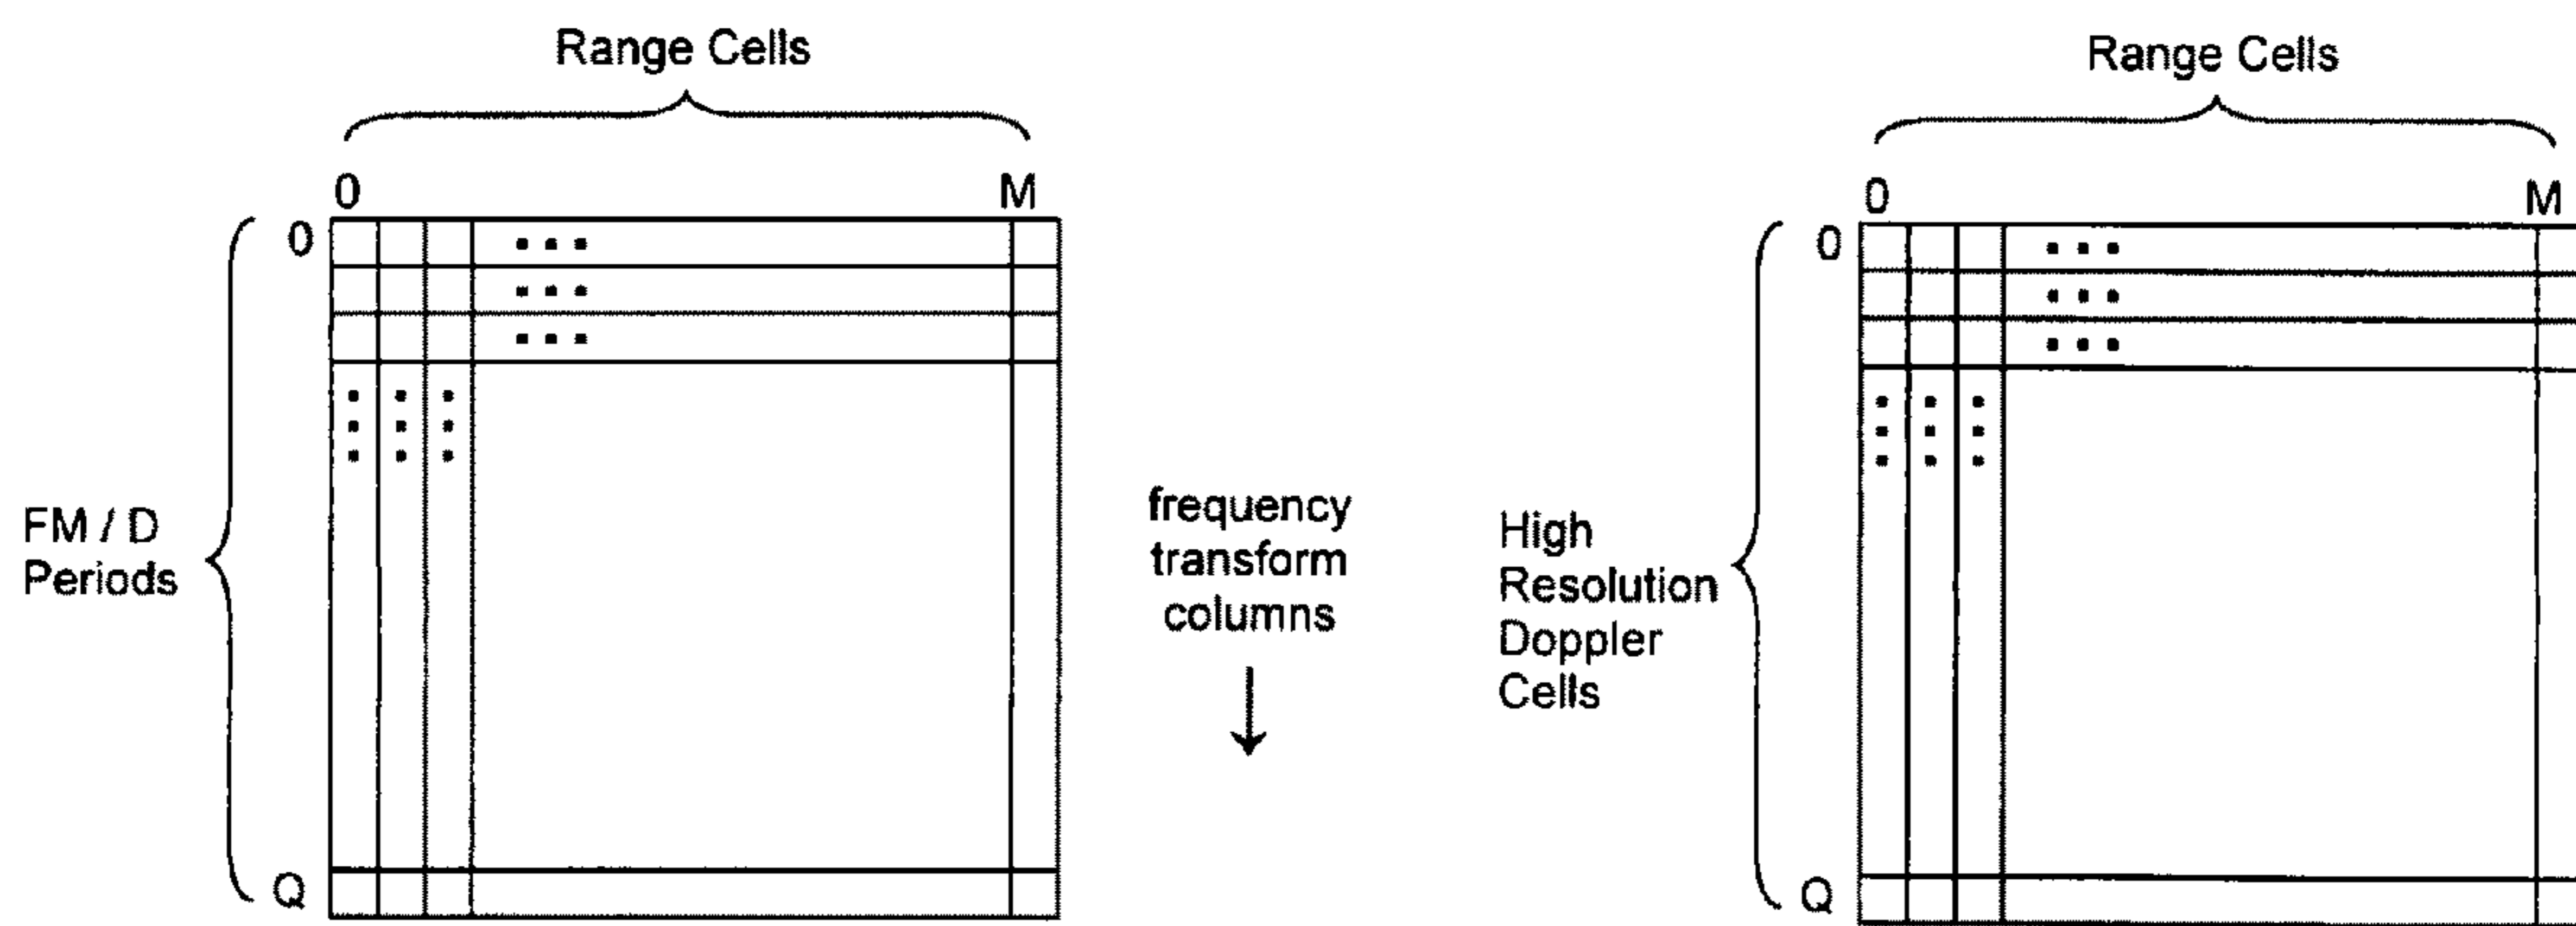 Range Cells
0 M
0
FM / D
Periods
Q
frequency
transform
columns
Range Cells
0 M
0
High
Resolution
Doppler
Cells
Q